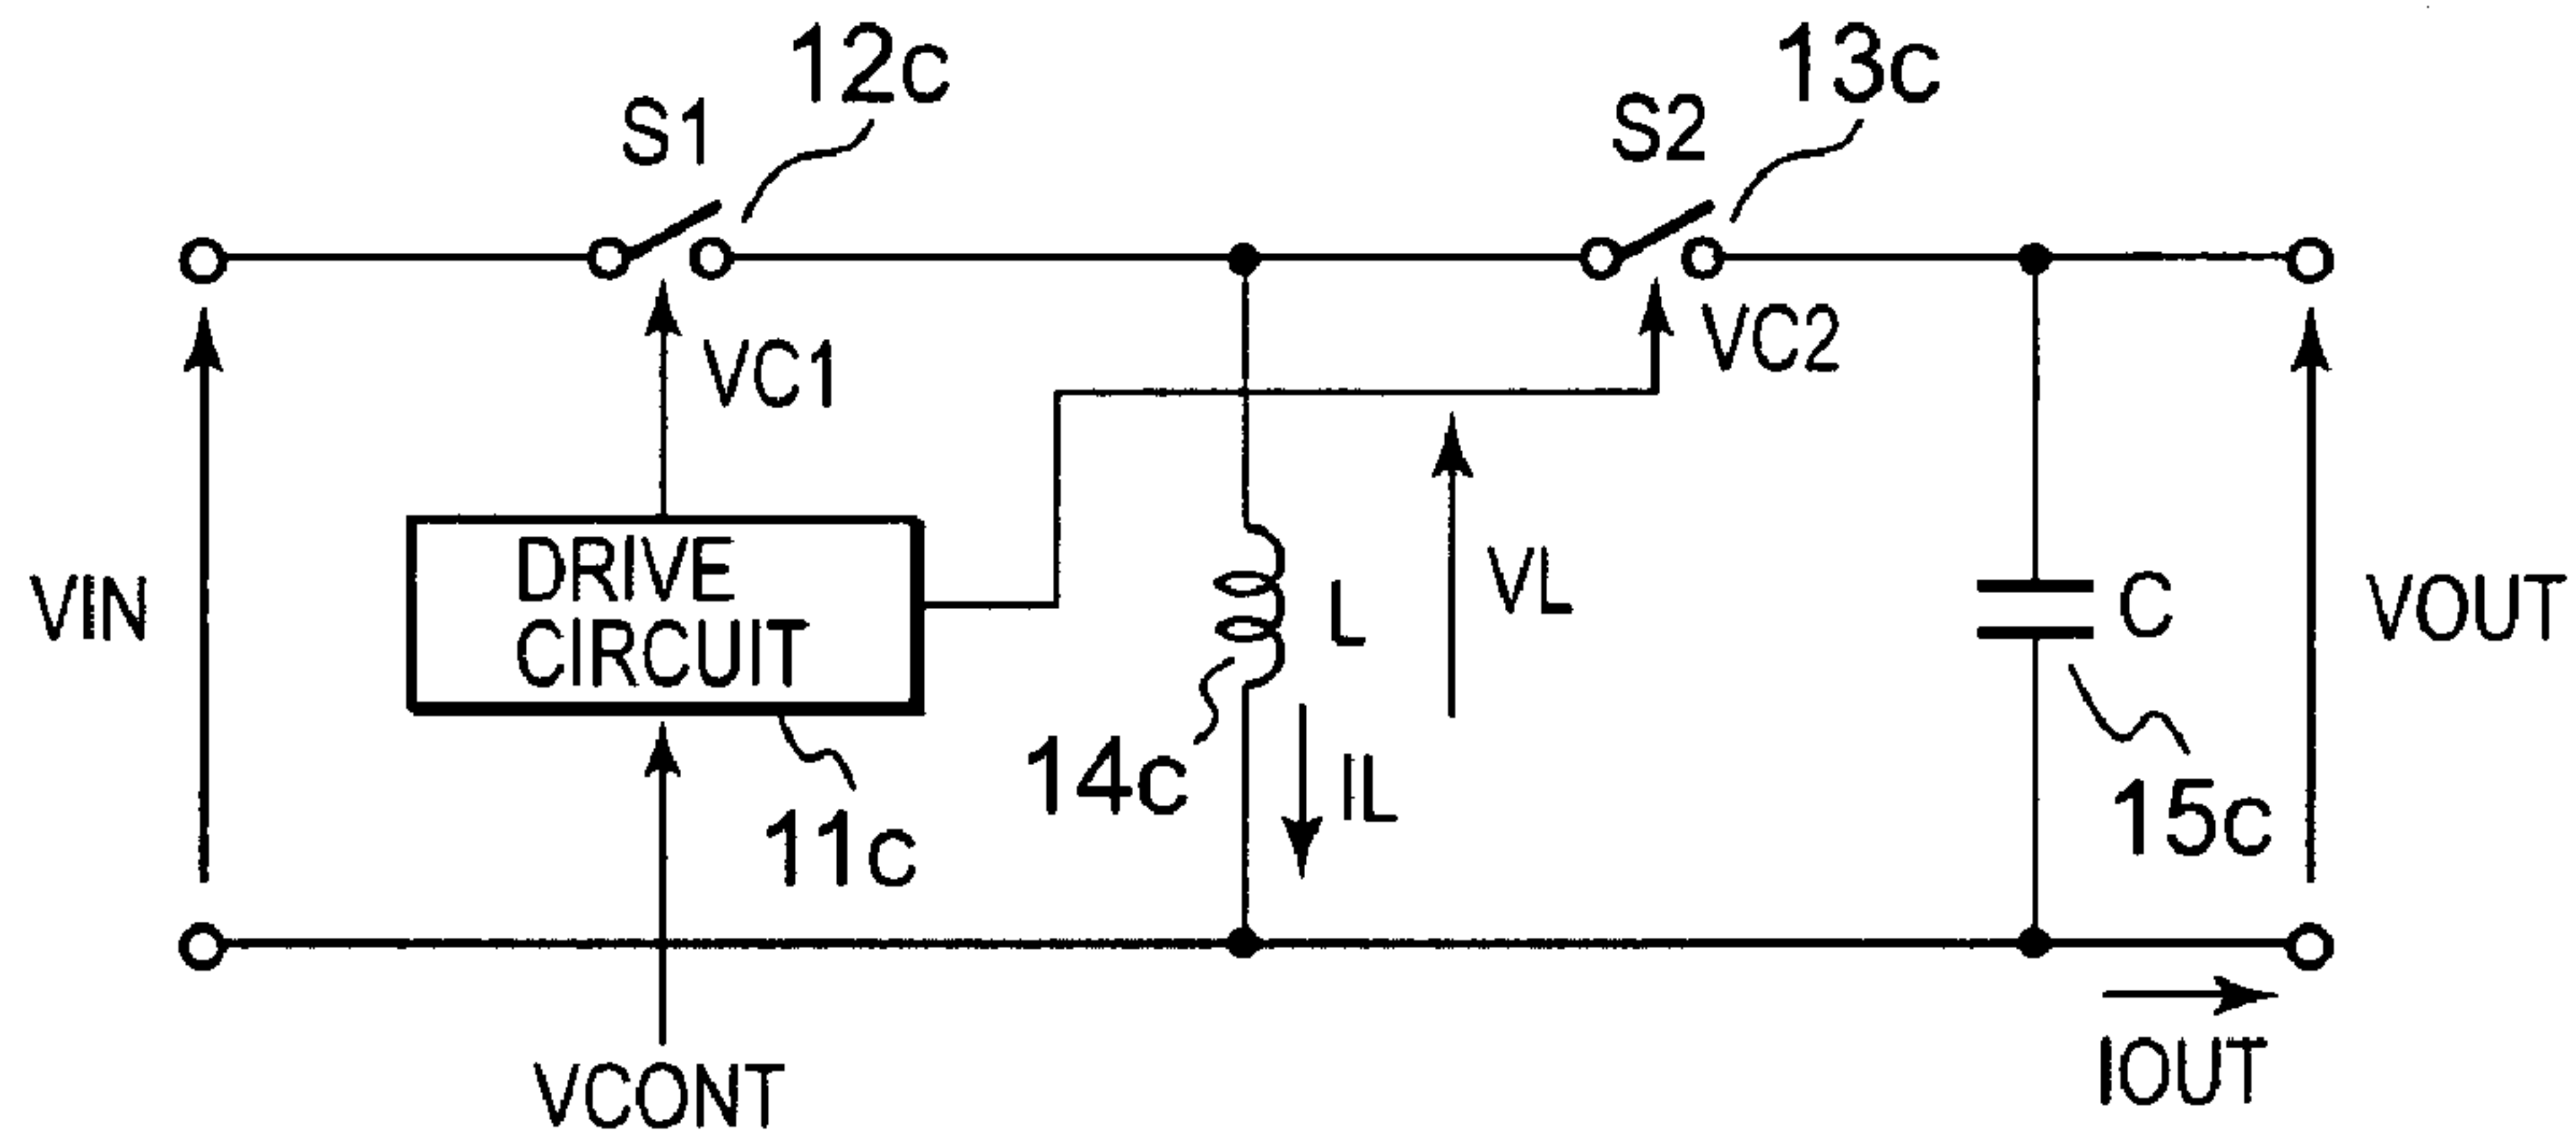 12c
13c
S1
S2
VC1
VC2
DRIVE
CIRCUIT
VIN
L
VL
C
VOUT
14c
IL
15c
11c
VCONT
IOUT